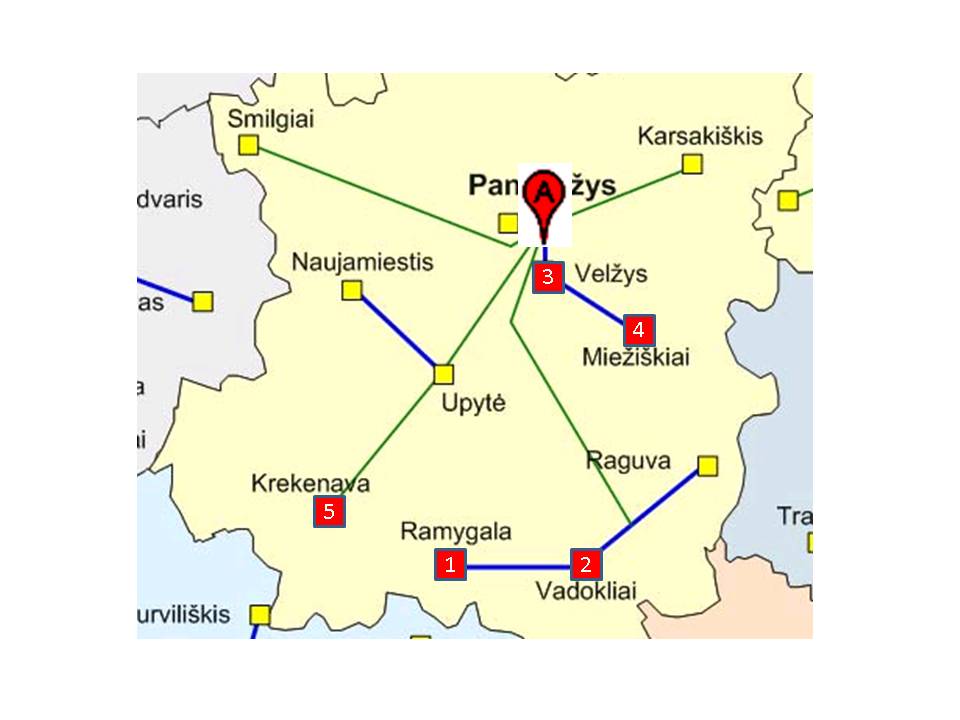 Smilgiai
Karsakiškis
Pan
žys
A
dvaris
Naujamiestis
3
Velžys
as
4
Miežiškiai
Upytė
Raguva
Krekenava
5
Ramygala
Tra
1
2
Vadokliai
urviliškis